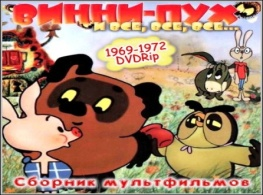 ВИННИ-ПУХ
И ВСЕ, ВСЕ, ВСЕ...
1969-1972
DVDRip
Сборник мультфильмов